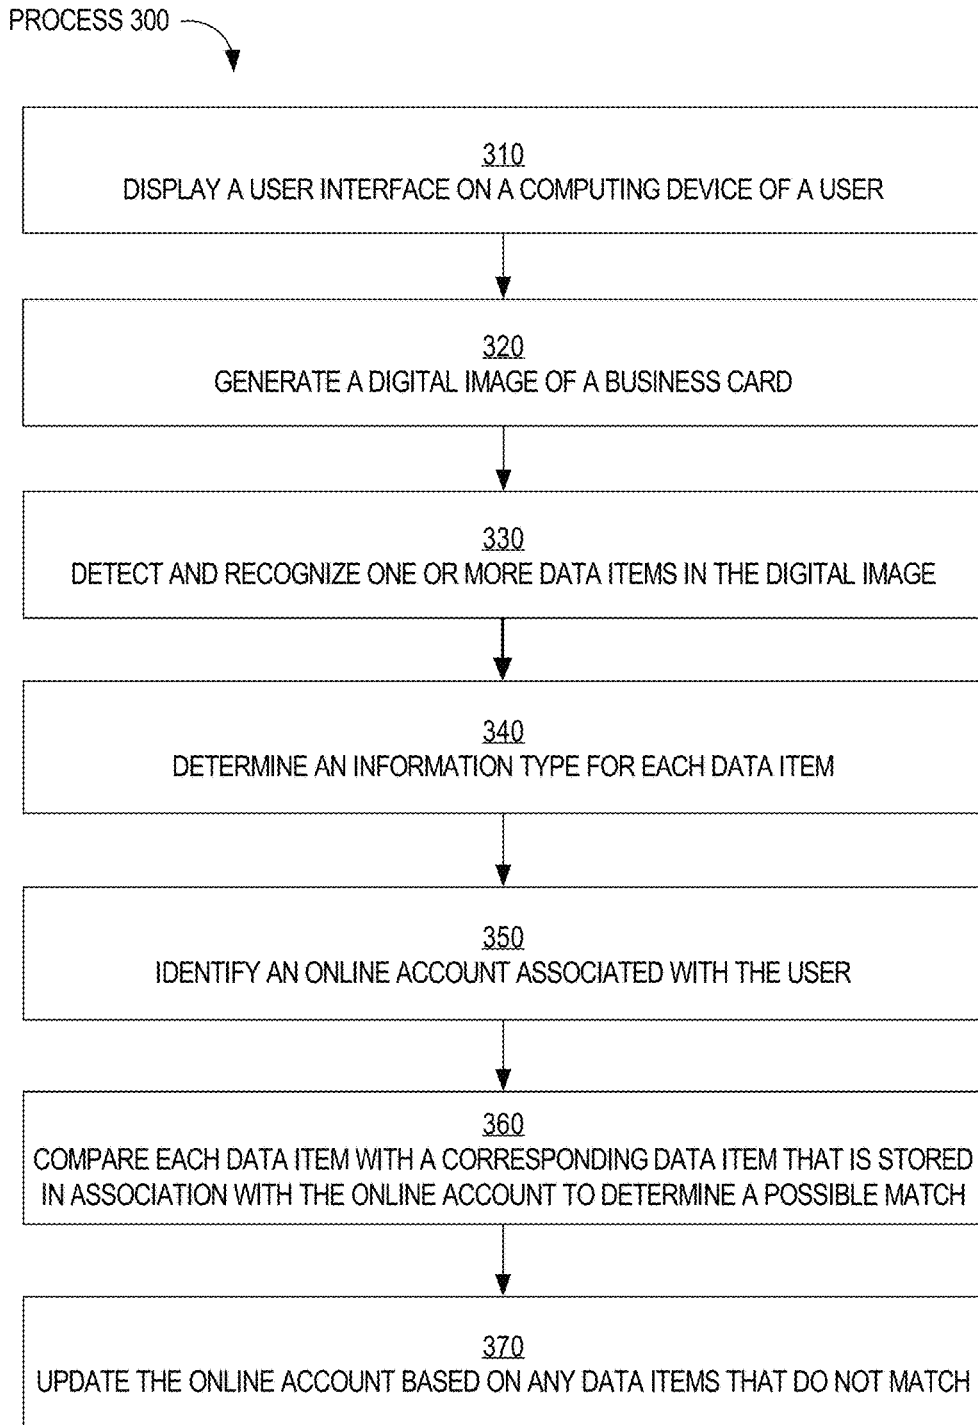 PROCESS 300
310
DISPLAY A USER INTERFACE ON A COMPUTING DEVICE OF A USER
320
GENERATE A DIGITAL IMAGE OF A BUSINESS CARD
330
DETECT AND RECOGNIZE ONE OR MORE DATA ITEMS IN THE DIGITAL IMAGE
340
DETERMINE AN INFORMATION TYPE FOR EACH DATA ITEM
350
IDENTIFY AN ONLINE ACCOUNT ASSOCIATED WITH THE USER
360
COMPARE EACH DATA ITEM WITH A CORRESPONDING DATA ITEM THAT IS STORED
IN ASSOCIATION WITH THE ONLINE ACCOUNT TO DETERMINE A POSSIBLE MATCH
370
UPDATE THE ONLINE ACCOUNT BASED ON ANY DATA ITEMS THAT DO NOT MATCH